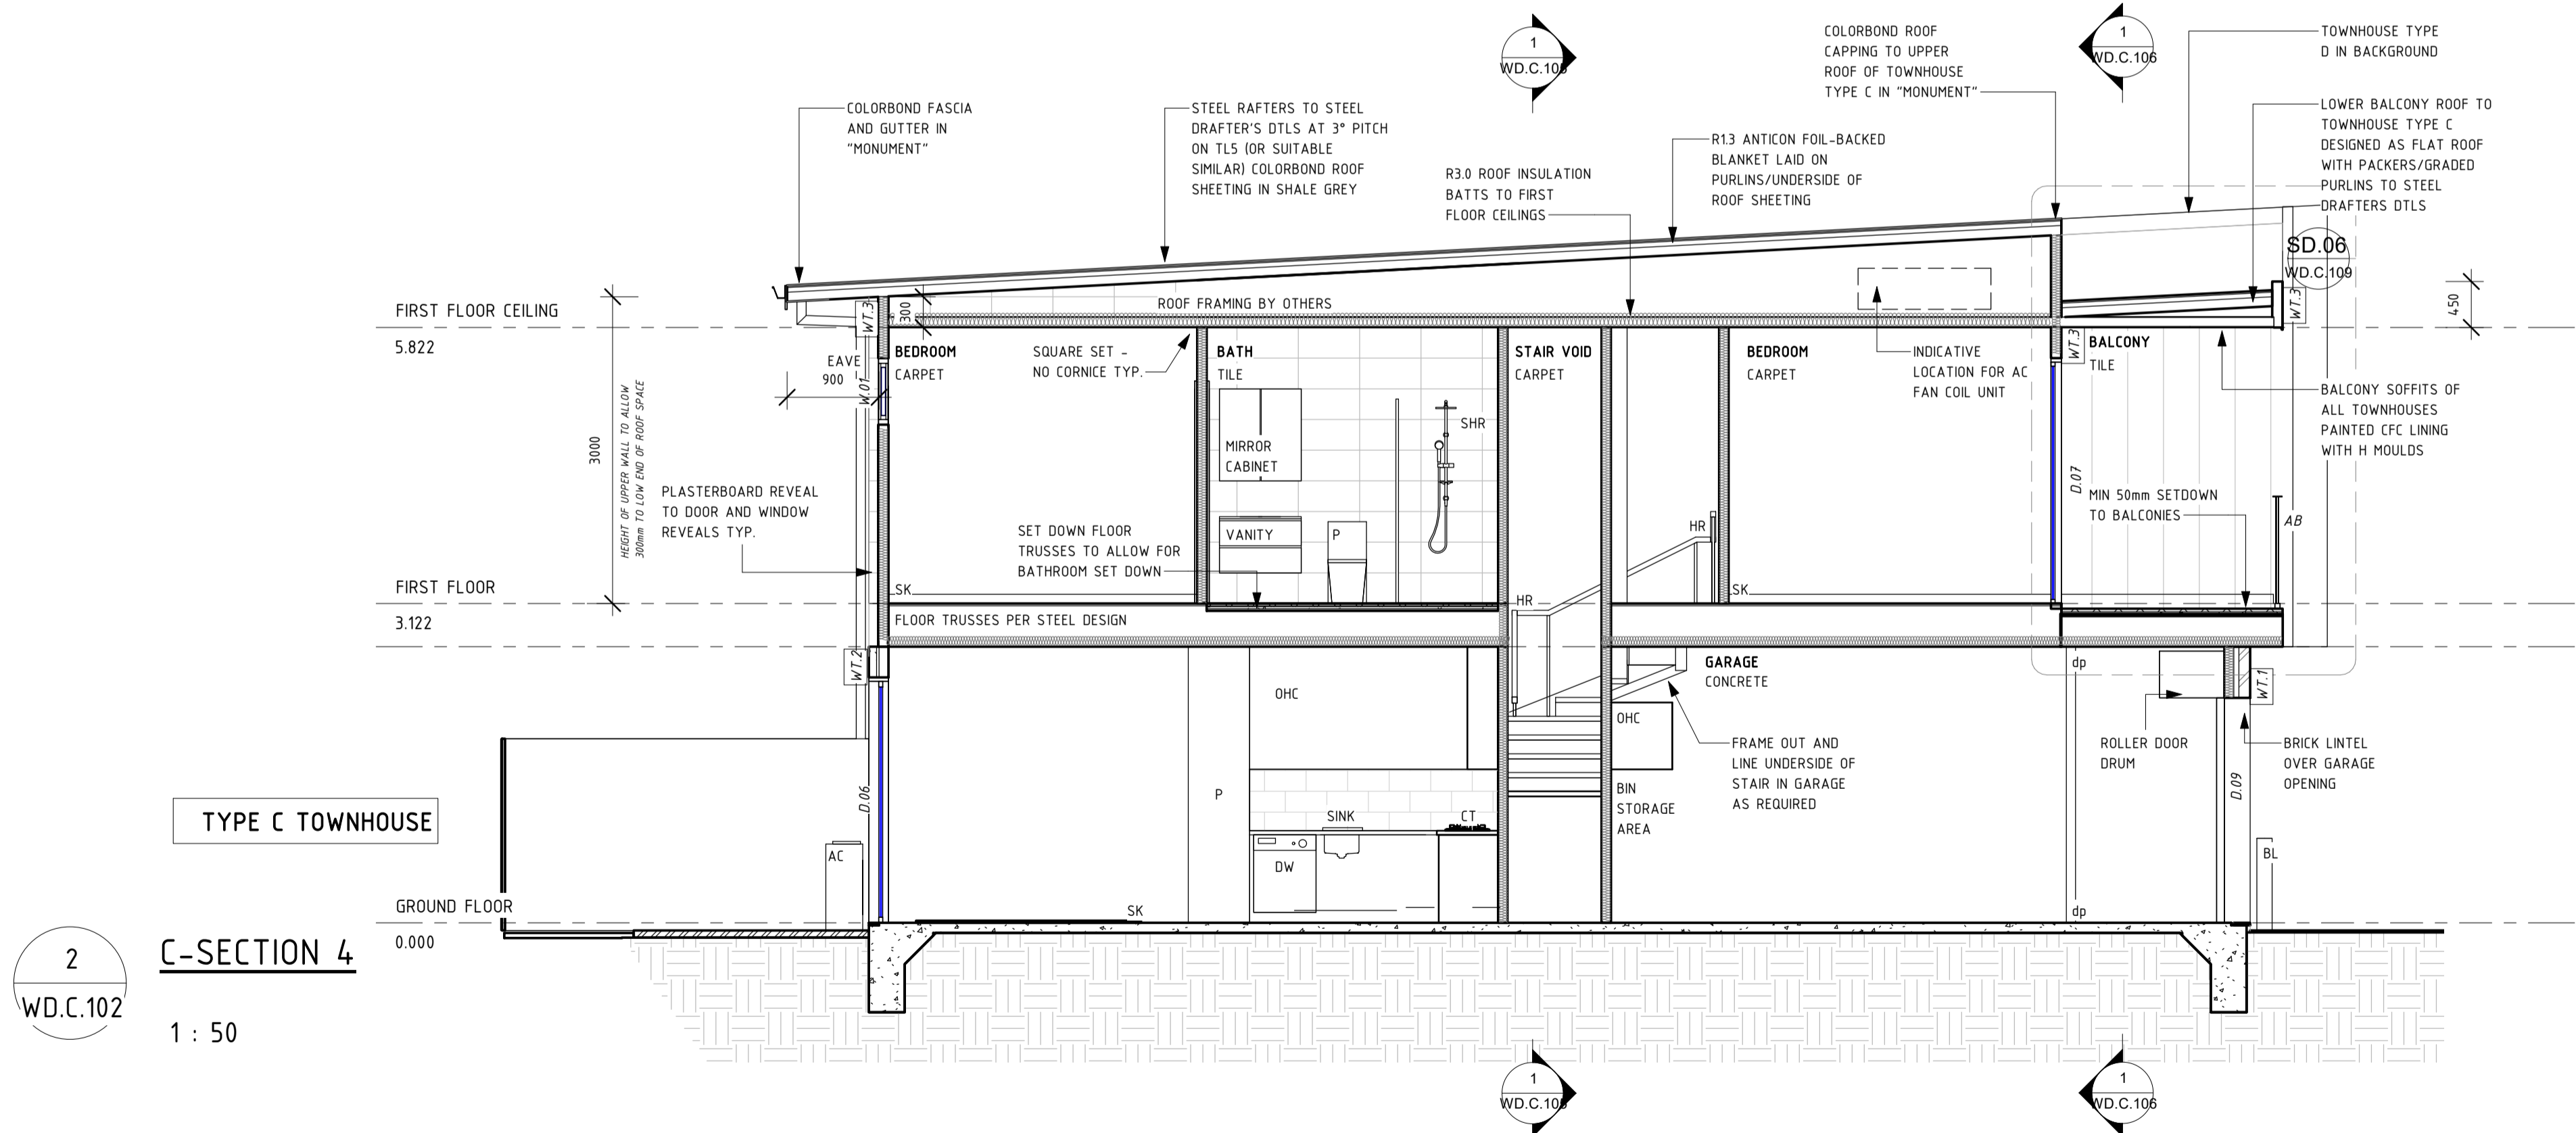 1
WD.C.106
1
WD.C.106
COLORBOND ROOF
CAPPING TO UPPER
ROOF OF TOWNHOUSE
TYPE C IN "MONUMENT"
TOWNHOUSE TYPE
D IN BACKGROUND
COLORBOND FASCIA
AND GUTTER IN
"MONUMENT"
STEEL RAFTERS TO STEEL
DRAFTER'S DTLS AT 3° PITCH
ON TL5 (OR SUITABLE
SIMILAR) COLORBOND ROOF
SHEETING IN SHALE GREY
R3.0 ROOF INSULATION
BATTS TO FIRST
FLOOR CEILINGS
R1.3 ANTICON FOIL-BACKED
BLANKET LAID ON
PURLINS/UNDERSIDE OF
ROOF SHEETING
LOWER BALCONY ROOF TO
TOWNHOUSE TYPE C
DESIGNED AS FLAT ROOF
WITH PACKERS/GRADED
PURLINS TO STEEL
DRAFTERS DTLS
SD.06
WD.C.109
FIRST FLOOR CEILING
5.822
WT.3
300
ROOF FRAMING BY OTHERS
WT.3
450
EAVE
900
W.01
BEDROOM
CARPET
SQUARE SET -
NO CORNICE TYP.
BATH
TILE
STAIR VOID
CARPET
BEDROOM
CARPET
INDICATIVE
LOCATION FOR AC
FAN COIL UNIT
WT.3
BALCONY
TILE
BALCONY SOFFITS OF
ALL TOWNHOUSES
PAINTED CFC LINING
WITH H MOULDS
3000
HEIGHT OF UPPER WALL TO ALLOW
300mm TO LOW END OF ROOF SPACE
MIRROR
CABINET
SHR
PLASTERBOARD REVEAL
TO DOOR AND WINDOW
REVEALS TYP.
SET DOWN FLOOR
TRUSSES TO ALLOW FOR
BATHROOM SET DOWN
VANITY
P
HR
D.07
MIN 50mm SETDOWN
TO BALCONIES
AB
FIRST FLOOR
3.122
SK
HR
SK
FLOOR TRUSSES PER STEEL DESIGN
WT.2
OHC
GARAGE
CONCRETE
dp
WT.1
OHC
FRAME OUT AND
LINE UNDERSIDE OF
STAIR IN GARAGE
AS REQUIRED
ROLLER DOOR
DRUM
BRICK LINTEL
OVER GARAGE
OPENING
D.06
P
BIN
STORAGE
AREA
D.09
TYPE C TOWNHOUSE
SINK
CT
AC
DW
BL
GROUND FLOOR
0.000
SK
dp
2
WD.C.102
C-SECTION 4
1 : 50
1
1
WD.C.106